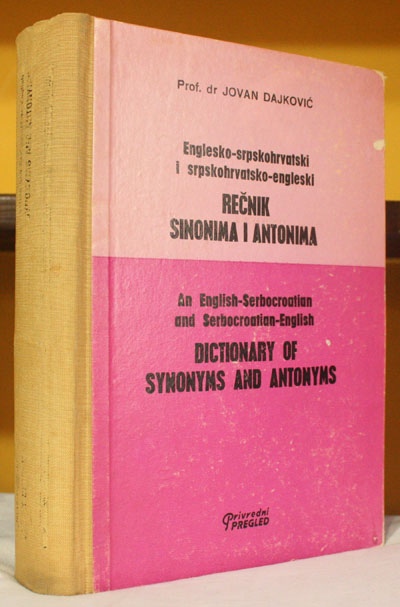 Prof. dr JOVAN DAJKOVIĆ
Englesko-srpskohrvatski
i srpskohrvatsko-engleski
REČNIK
SINONIMA I ANTONIMA
An English-Serbocroatian
and Serbocroatian-English
DICTIONARY OF
SYNONYMS AND ANTONYMS
Privredni
PREGLED